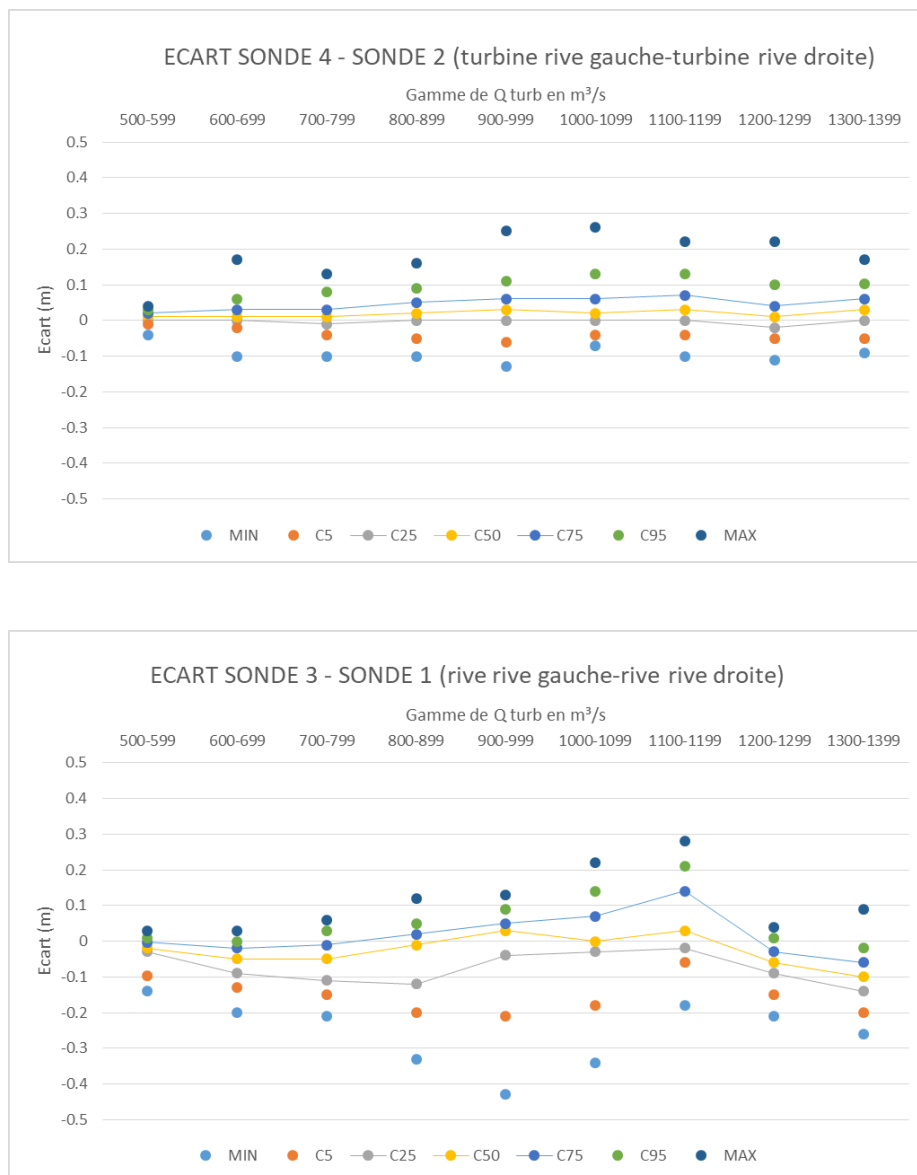 ECART SONDE 4 - SONDE 2 (turbine rive gauche-turbine rive droite)
Gamme de Q turb en m³/s
500-599 600-699 700-799 800-899 900-999 1000-1099 1100-1199 1200-1299 1300-1399
0.5
0.4
0.3
0.2
0.1
0
-0.1
-0.2
-0.3
-0.4
-0.5
Ecart (m)
MIN C5 C25 C50 C75 C95 MAX
ECART SONDE 3 - SONDE 1 (rive rive gauche-rive rive droite)
Gamme de Q turb en m³/s
500-599 600-699 700-799 800-899 900-999 1000-1099 1100-1199 1200-1299 1300-1399
0.5
0.4
0.3
0.2
0.1
0
-0.1
-0.2
-0.3
-0.4
-0.5
Ecart (m)
MIN C5 C25 C50 C75 C95 MAX